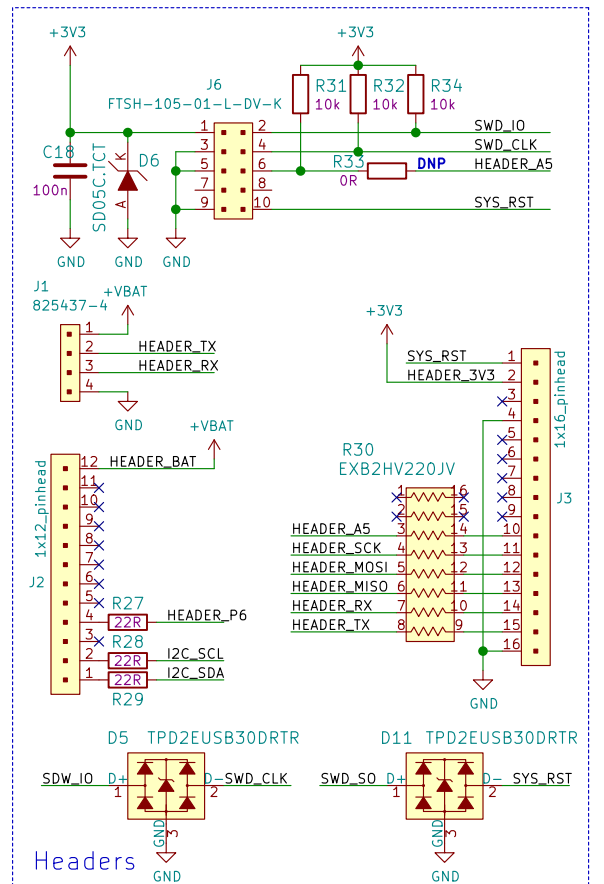 +3V3
+3V3
J6
FTSH-105-01-L-DV-K
R31
10k
R32
10k
R34
10k
C18
100n
SD05C.TCT
K
A
D6
1
2
SWD_IO
3
4
SWD_CLK
5
6
R33
0R
DNP
HEADER_A5
7
8
9
10
SYS_RST
GND
GND
GND
J1
825437-4
+VBAT
1
2
HEADER_TX
3
HEADER_RX
4
GND
+3V3
SYS_RST
1
HEADER_3V3
2
3
4
5
6
7
8
9
10
11
12
13
14
15
16
1x16_pinhead
J3
GND
+VBAT
1x12_pinhead
J2
12
HEADER_BAT
11
10
9
8
7
6
5
4
R27
22R
HEADER_P6
3
R28
2
22R
I2C_SCL
1
22R
I2C_SDA
R29
R30
EXB2HV220JV
1
16
2
15
HEADER_A5
3
14
HEADER_SCK
4
13
HEADER_MOSI
5
12
HEADER_MISO
6
11
HEADER_RX
7
10
HEADER_TX
8
9
D5
TPD2EUSB30DRTR
SDW_IO
D+
1
D-
2
SWD_CLK
GND
3
GND
D11
TPD2EUSB30DRTR
SWD_SO
D+
1
D-
2
SYS_RST
GND
3
GND
Headers